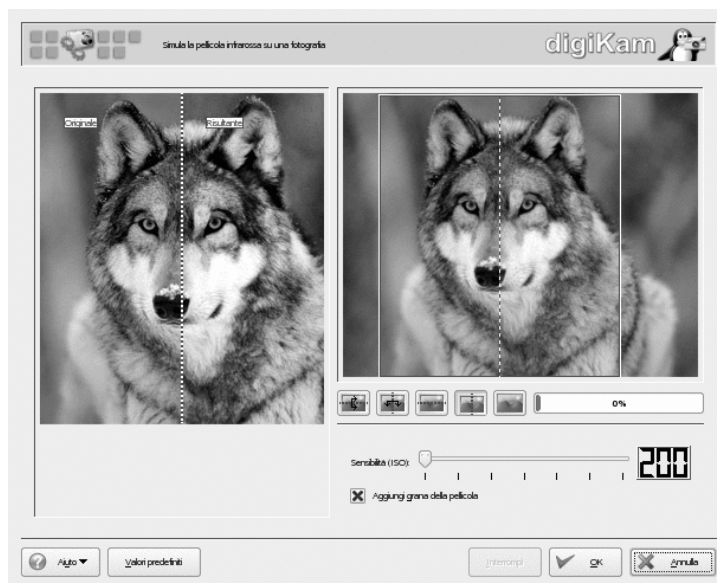 Simula la pellicola infrarossa su una fotografia
digiKam
Originale
Risultante
0%
Sensibilità (ISO):
200
Aggiungi grana della pellicola
Aiuto
Valori predefiniti
Interrompi
OK
Annulla